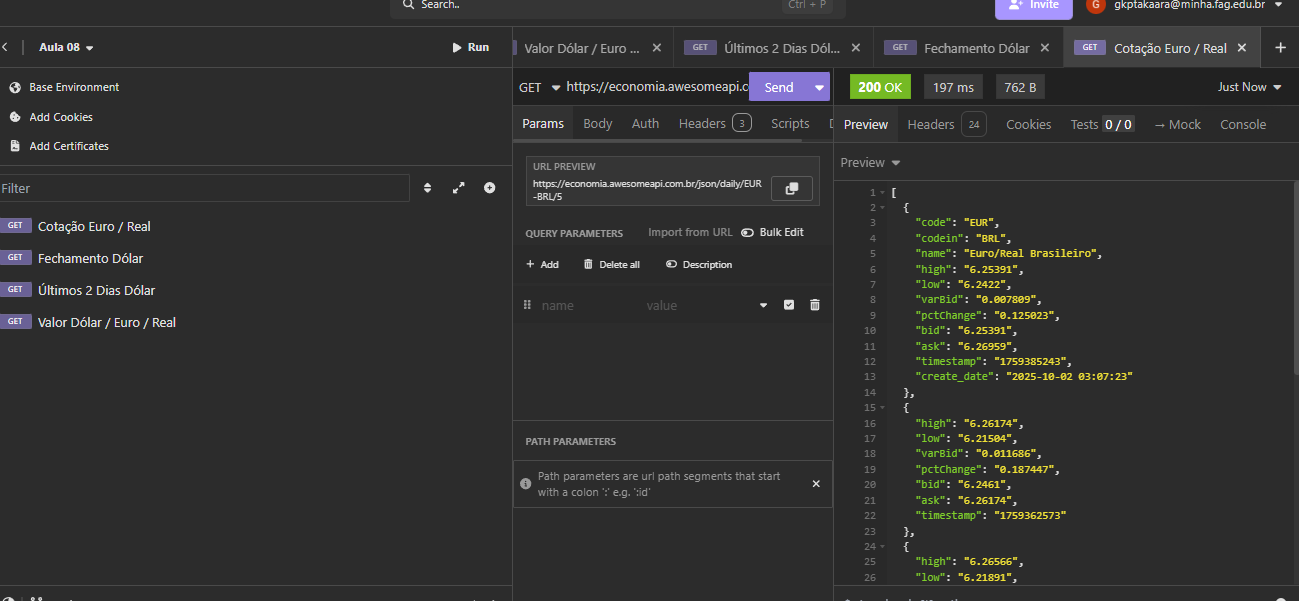 Search.. Ctrl + P Invite G gkptakaara@minha.fag.edu.br
Aula 08 Run
Base Environment
Add Cookies
Add Certificates
Filter
GET Cotação Euro / Real
GET Fechamento Dólar
GET Últimos 2 Dias Dólar
GET Valor Dólar / Euro / Real
Valor Dólar / Euro ... GET Últimos 2 Dias Dól... GET Fechamento Dólar GET Cotação Euro / Real
GET https://economia.awesomeapi.c Send
Params Body Auth Headers 3 Scripts
URL PREVIEW
https://economia.awesomeapi.com.br/json/daily/EUR
-BRL/5
QUERY PARAMETERS Import from URL Bulk Edit
+ Add Delete all Description
name value
PATH PARAMETERS
Path parameters are url path segments that start
with a colon ':' e.g. ':id'
200 OK 197 ms 762 B Just Now
Preview Headers 24 Cookies Tests 0 / 0 → Mock Console
Preview
1 [
2 {
3 "code": "EUR",
4 "codein": "BRL",
5 "name": "Euro/Real Brasileiro",
6 "high": "6.25391",
7 "low": "6.2422",
8 "varBid": "0.007809",
9 "pctChange": "0.125023",
10 "bid": "6.25391",
11 "ask": "6.26959",
12 "timestamp": "1759385243",
13 "create_date": "2025-10-02 03:07:23"
14 },
15 {
16 "high": "6.26174",
17 "low": "6.21504",
18 "varBid": "0.011686",
19 "pctChange": "0.187447",
20 "bid": "6.2461",
21 "ask": "6.26174",
22 "timestamp": "1759362573"
23 },
24 {
25 "high": "6.26566",
26 "low": "6.21891",